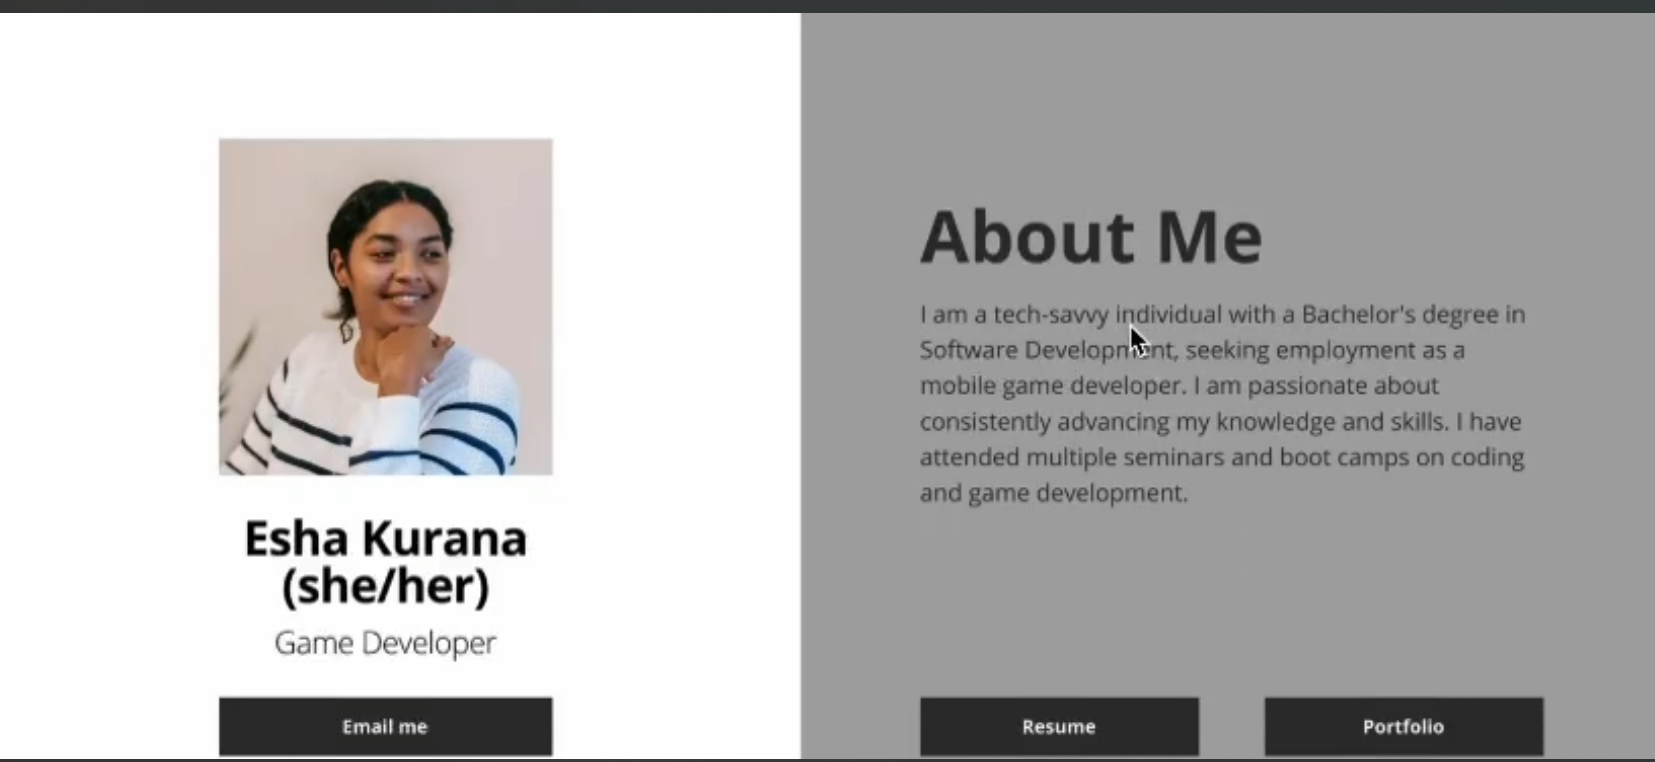 Esha Kurana
(she/her)
Game Developer
Email me
About Me
I am a tech-savvy individual with a Bachelor's degree in
Software Development, seeking employment as a
mobile game developer. I am passionate about
consistently advancing my knowledge and skills. I have
attended multiple seminars and boot camps on coding
and game development.
Resume
Portfolio